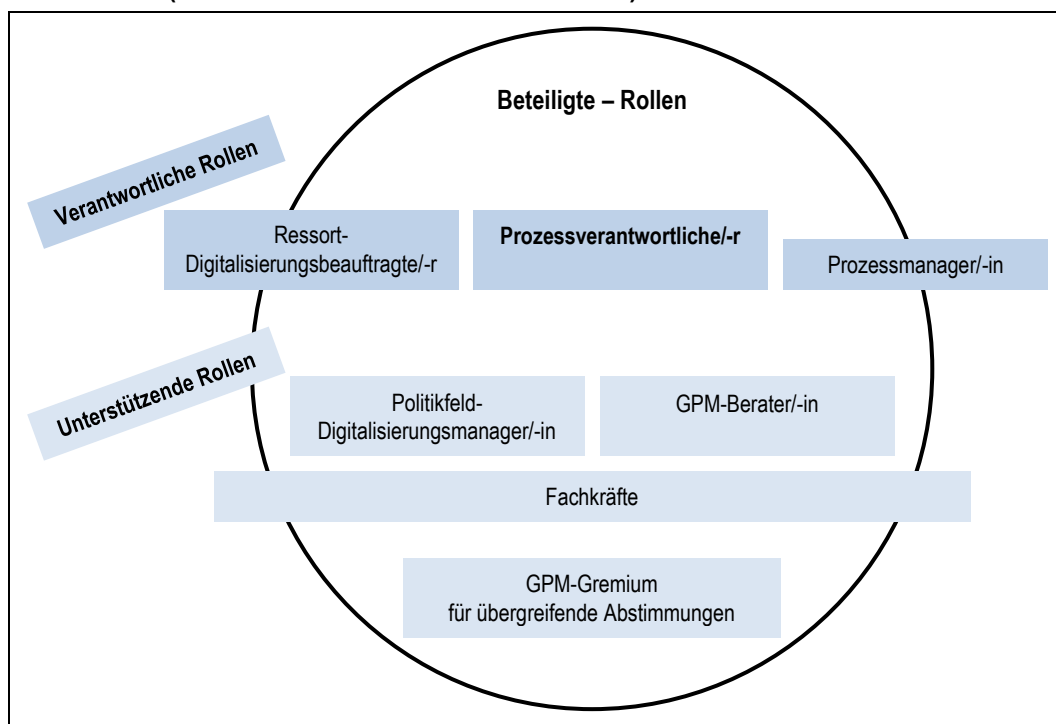 Beteiligte – Rollen
Verantwortliche Rollen
Ressort-
Digitalisierungsbeauftragte/-r
Prozessverantwortliche/-r
Prozessmanager/-in
Unterstützende Rollen
Politikfeld-
Digitalisierungsmanager/-in
GPM-Berater/-in
Fachkräfte
GPM-Gremium
für übergreifende Abstimmungen